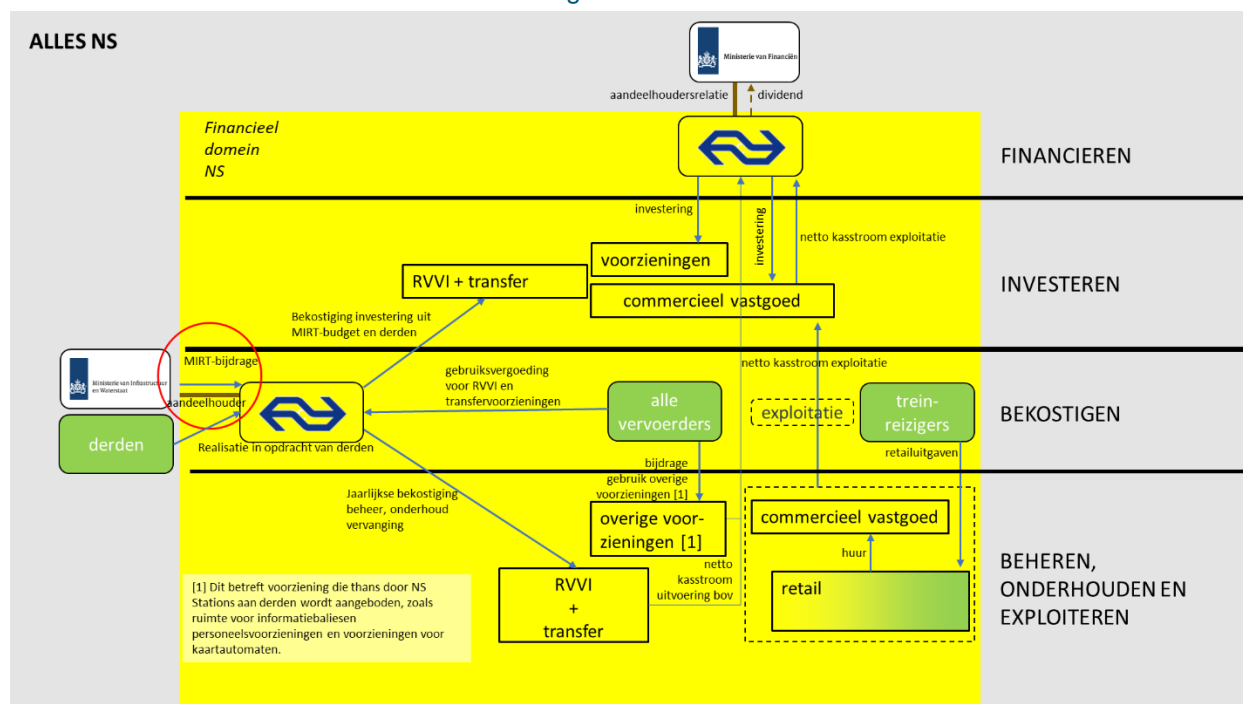 ALLES NS
Ministerie van Financiën
aandeelhoudersrelatie
dividend
Financieel
domein
NS
FINANCIEREN
investering
investering
netto kasstroom exploitatie
voorzieningen
RVVI + transfer
commercieel vastgoed
INVESTEREN
Bekostiging investering uit
MIRT-budget en derden
MIRT-bijdrage
Ministerie van Infrastructuur
en Waterstaat
aandeelhouder
derden
Realisatie in opdracht van derden
gebruiksvergoeding
voor RVVI en
transfervoorzieningen
alle
vervoerders
netto kasstroom exploitatie
exploitatie
trein-
reizigers
retailuitgaven
BEKOSTIGEN
bijdrage
gebruik overige
voorzieningen [1]
Jaarlijkse bekostiging
beheer, onderhoud
vervanging
overige voor-
zieningen [1]
commercieel vastgoed
huur
retail
netto
kasstroom
uitvoering bov
RVVI
+
transfer
[1] Dit betreft voorziening die thans door NS
Stations aan derden wordt aangeboden, zoals
ruimte voor informatiebaliesen
personeelsvoorzieningen en voorzieningen voor
kaartautomaten.
BEHEREN,
ONDERHOUDEN EN
EXPLOITEREN